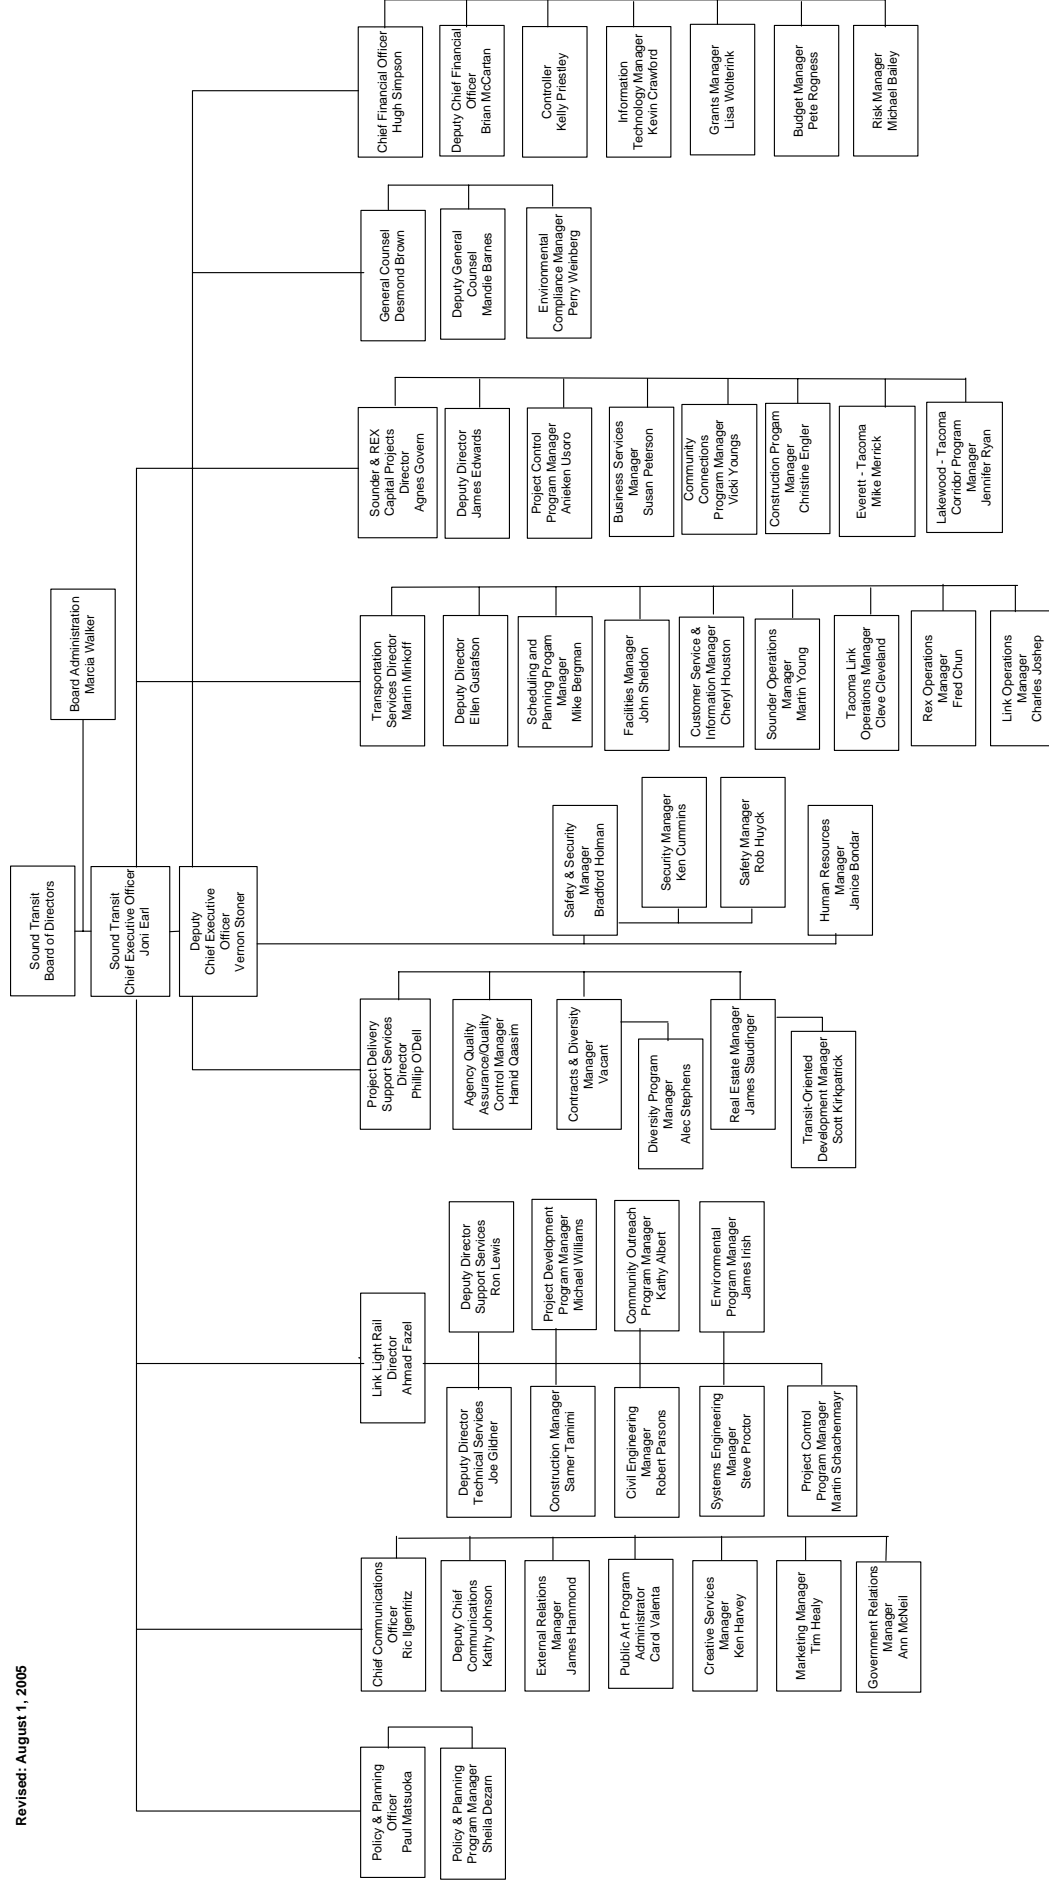 Revised: August 1, 2005
Sound Transit
Board of Directors
Board Administration
Marcia Walker
Sound Transit
Chief Executive Officer
Joni Earl
Deputy
Chief Executive
Officer
Vernon Stoner
Policy & Planning
Officer
Paul Matsuoka
Policy & Planning
Program Manager
Sheila Dezarn
Chief Communications
Officer
Ric Ilgenfritz
Deputy Chief
Communications
Kathy Johnson
External Relations
Manager
James Hammond
Public Art Program
Administrator
Carol Valenta
Creative Services
Manager
Ken Harvey
Marketing Manager
Tim Healy
Government Relations
Manager
Ann McNeil
Link Light Rail
Director
Ahmad Fazel
Deputy Director
Technical Services
Joe Gildner
Deputy Director
Support Services
Ron Lewis
Construction Manager
Samer Tamimi
Project Development
Program Manager
Michael Williams
Civil Engineering
Manager
Robert Parsons
Community Outreach
Program Manager
Kathy Albert
Systems Engineering
Manager
Steve Proctor
Environmental
Program Manager
James Irish
Project Control
Program Manager
Martin Schachenmayr
Project Delivery
Support Services
Director
Phillip O'Dell
Agency Quality
Assurance/Quality
Control Manager
Hamid Qaasim
Contracts & Diversity
Manager
Vacant
Diversity Program
Manager
Alec Stephens
Real Estate Manager
James Staudinger
Transit-Oriented
Development Manager
Scott Kirkpatrick
Safety & Security
Manager
Bradford Holman
Security Manager
Ken Cummins
Safety Manager
Rob Huyck
Human Resources
Manager
Janice Bondar
Transportation
Services Director
Martin Minkoff
Deputy Director
Ellen Gustafson
Scheduling and
Planning Progam
Manager
Mike Bergman
Facilities Manager
John Sheldon
Customer Service &
Information Manager
Cheryl Houston
Sounder Operations
Manager
Martin Young
Tacoma Link
Operations Manager
Cleve Cleveland
Rex Operations
Manager
Fred Chun
Link Operations
Manager
Charles Joshep
Sounder & REX
Capital Projects
Director
Agnes Govern
Deputy Director
James Edwards
Project Control
Program Manager
Anieken Usoro
Business Services
Manager
Susan Peterson
Community
Connections
Program Manager
Vicki Youngs
Construction Progam
Manager
Christine Engler
Everett - Tacoma
Mike Merrick
Lakewood - Tacoma
Corridor Program
Manager
Jennifer Ryan
General Counsel
Desmond Brown
Deputy General
Counsel
Mandie Barnes
Environmental
Compliance Manager
Perry Weinberg
Chief Financial Officer
Hugh Simpson
Deputy Chief Financial
Officer
Brian McCartan
Controller
Kelly Priestley
Information
Technology Manager
Kevin Crawford
Grants Manager
Lisa Wolterink
Budget Manager
Pete Rogness
Risk Manager
Michael Bailey